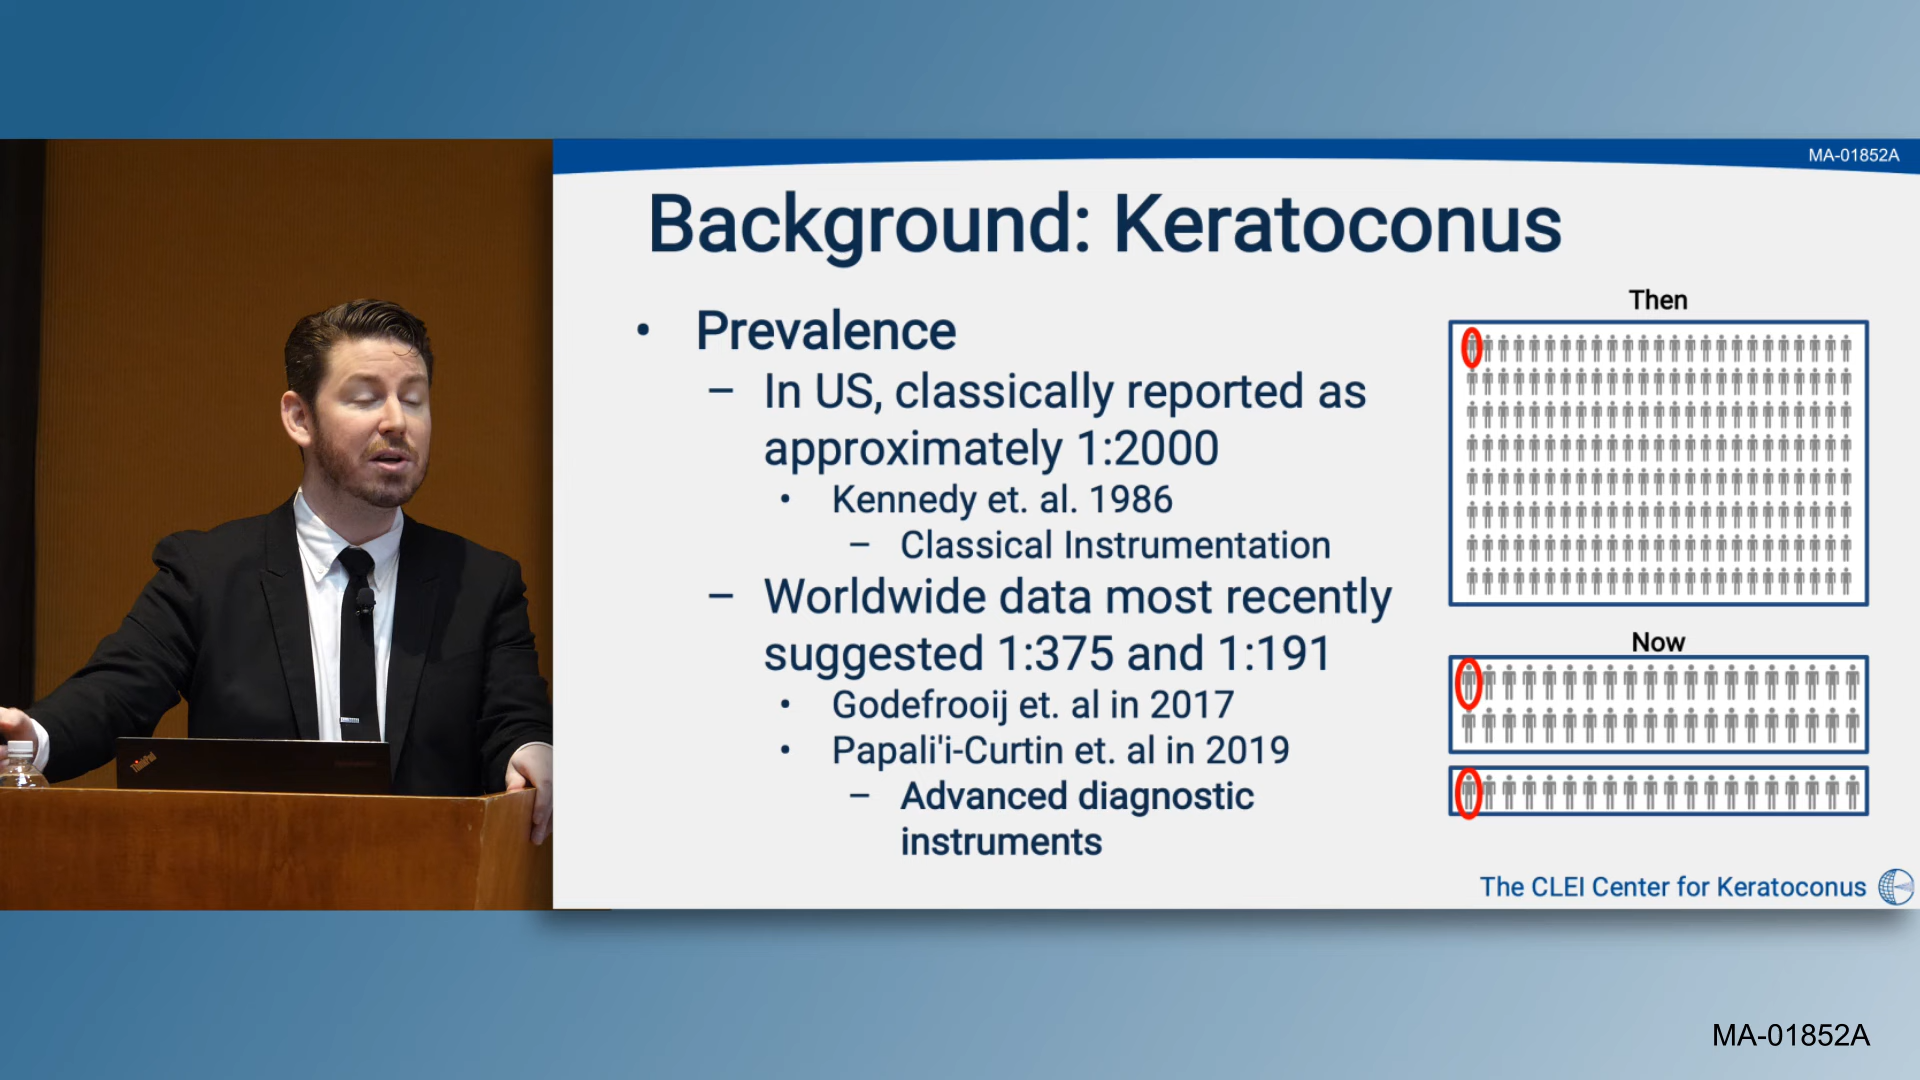 MA-01852A
Background: Keratoconus
• Prevalence
– In US, classically reported as
approximately 1:2000
• Kennedy et. al. 1986
– Classical Instrumentation
– Worldwide data most recently
suggested 1:375 and 1:191
• Godefrooij et. al in 2017
• Papali'i-Curtin et. al in 2019
– Advanced diagnostic
instruments
Then
Now
The CLEI Center for Keratoconus
ThinkPad
MA-01852A